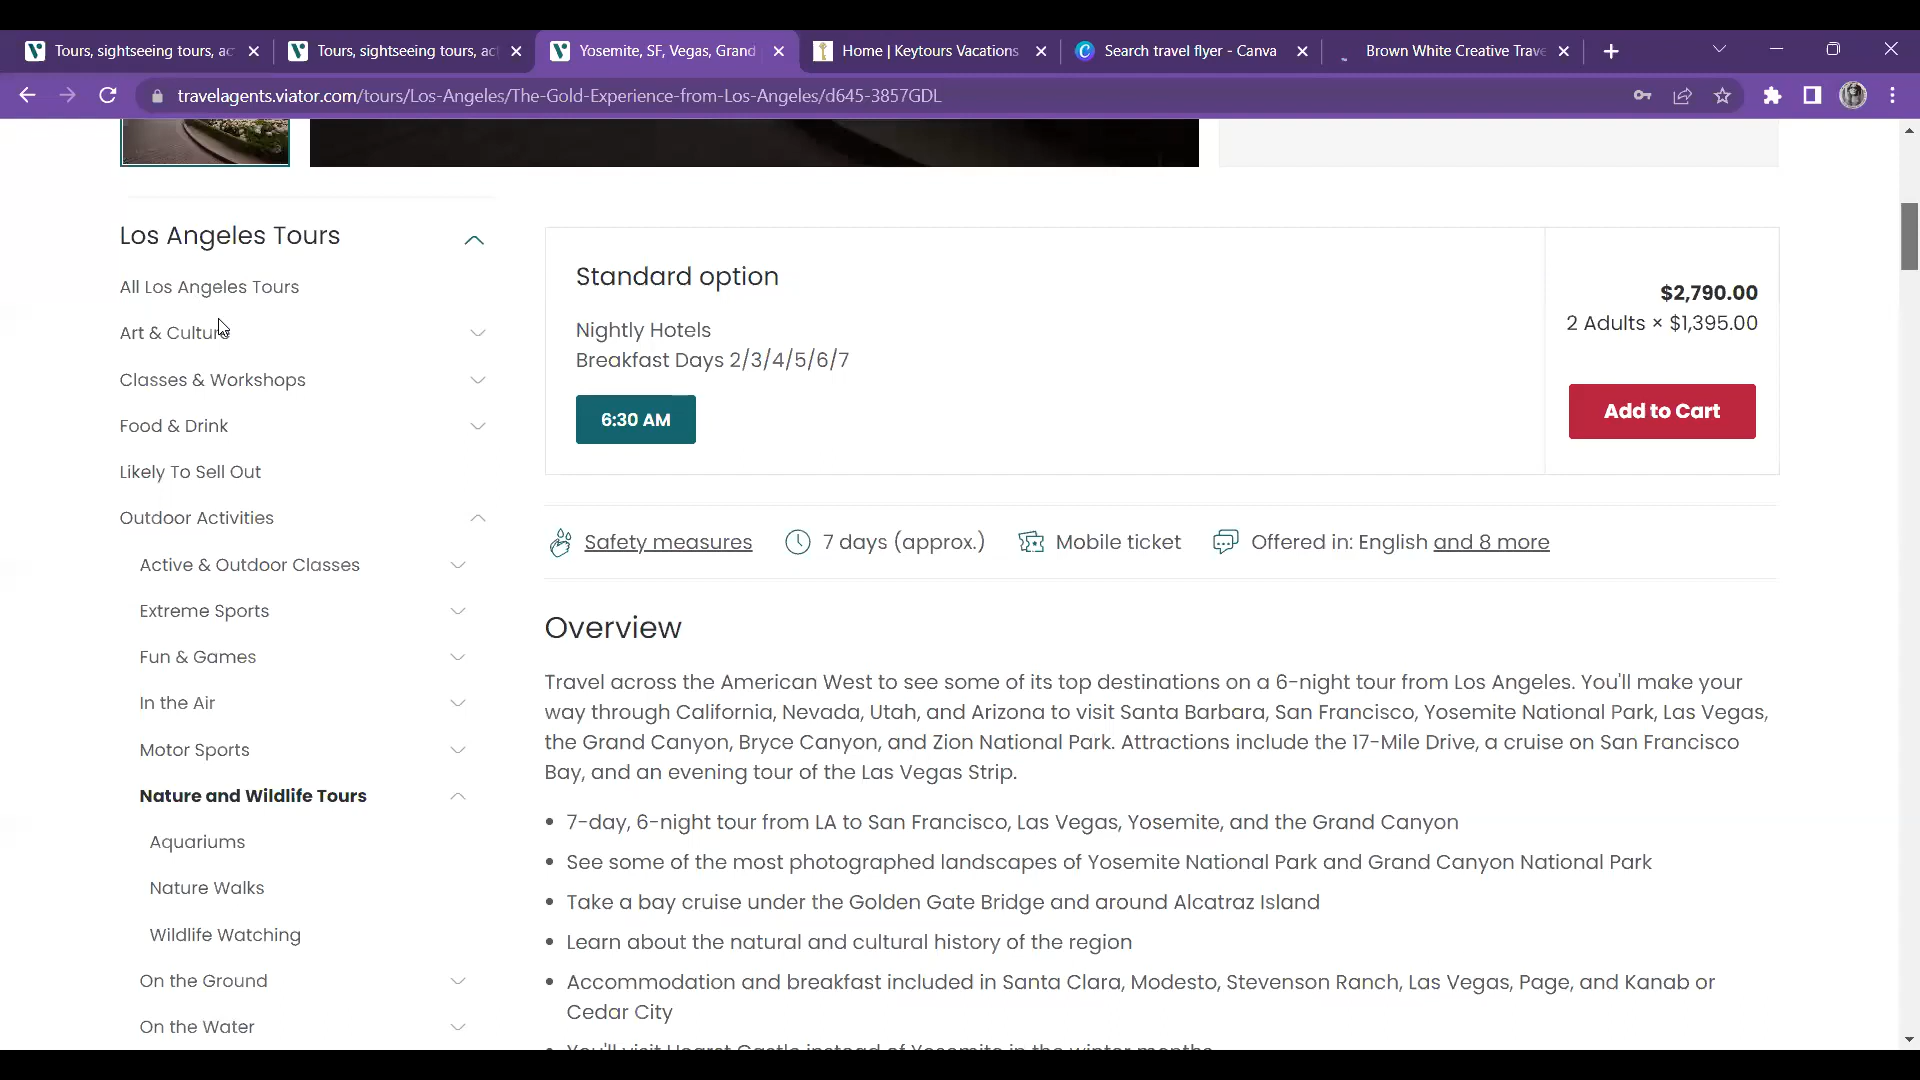 Tours, sightseeing tours, ac
Tours, sightseeing tours, act
Yosemite, SF, Vegas, Grand
Home | Keytours Vacations
Search travel flyer - Canva
Brown White Creative Trave
travelagents.viator.com/tours/Los-Angeles/The-Gold-Experience-from-Los-Angeles/d645-3857GDL
Los Angeles Tours
All Los Angeles Tours
Art & Culture
Classes & Workshops
Food & Drink
Likely To Sell Out
Outdoor Activities
Active & Outdoor Classes
Extreme Sports
Fun & Games
In the Air
Motor Sports
Nature and Wildlife Tours
Aquariums
Nature Walks
Wildlife Watching
On the Ground
On the Water
Standard option
Nightly Hotels
Breakfast Days 2/3/4/5/6/7
6:30 AM
$2,790.00
2 Adults × $1,395.00
Add to Cart
Safety measures
7 days (approx.)
Mobile ticket
Offered in: English and 8 more
Overview
Travel across the American West to see some of its top destinations on a 6-night tour from Los Angeles. You'll make your
way through California, Nevada, Utah, and Arizona to visit Santa Barbara, San Francisco, Yosemite National Park, Las Vegas,
the Grand Canyon, Bryce Canyon, and Zion National Park. Attractions include the 17-Mile Drive, a cruise on San Francisco
Bay, and an evening tour of the Las Vegas Strip.
• 7-day, 6-night tour from LA to San Francisco, Las Vegas, Yosemite, and the Grand Canyon
• See some of the most photographed landscapes of Yosemite National Park and Grand Canyon National Park
• Take a bay cruise under the Golden Gate Bridge and around Alcatraz Island
• Learn about the natural and cultural history of the region
• Accommodation and breakfast included in Santa Clara, Modesto, Stevenson Ranch, Las Vegas, Page, and Kanab or
Cedar City
• You'll visit Hearst Castle instead of Yosemite in the winter months